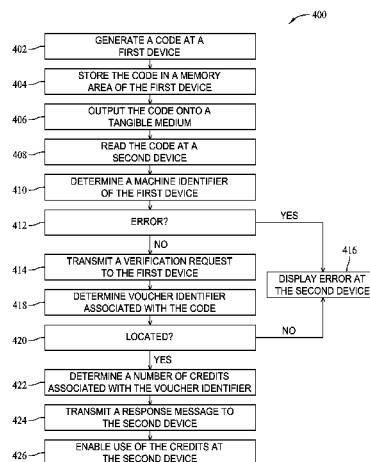 400
402
GENERATE A CODE AT A
FIRST DEVICE
404
STORE THE CODE IN A MEMORY
AREA OF THE FIRST DEVICE
406
OUTPUT THE CODE ONTO A
TANGIBLE MEDIUM
408
READ THE CODE AT A
SECOND DEVICE
410
DETERMINE A MACHINE IDENTIFIER
OF THE FIRST DEVICE
412
ERROR?
YES
NO
414
TRANSMIT A VERIFICATION REQUEST
TO THE FIRST DEVICE
416
DISPLAY ERROR AT
THE SECOND DEVICE
418
DETERMINE VOUCHER IDENTIFIER
ASSOCIATED WITH THE CODE
420
LOCATED?
NO
YES
422
DETERMINE A NUMBER OF CREDITS
ASSOCIATED WITH THE VOUCHER IDENTIFIER
424
TRANSMIT A RESPONSE MESSAGE TO
THE SECOND DEVICE
426
ENABLE USE OF THE CREDITS AT
THE SECOND DEVICE